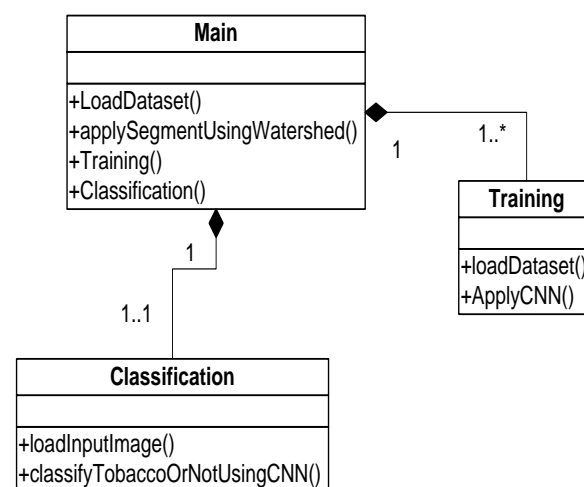 Main
+LoadDataset()
+applySegmentUsingWatershed()
+Training()
+Classification()
1
1..*
Training
+loadDataset()
+ApplyCNN()
1
1..1
Classification
+loadInputImage()
+classifyTobaccoOrNotUsingCNN()